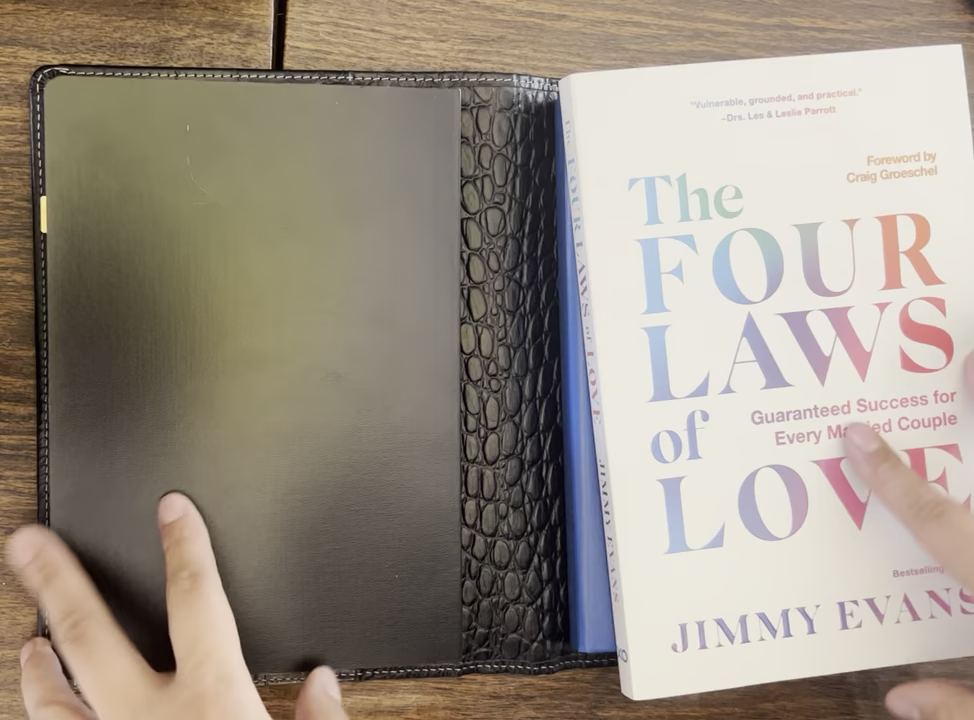 "Vulnerable, grounded, and practical."
–Drs. Les & Leslie Parrott
Foreword by
Craig Groeschel
The
FOUR
LAWS
of
LOVE
Guaranteed Success for
Every Married Couple
Bestselling
JIMMY EVANS
The FOUR LAWS of LOVE JIMMY EVANS